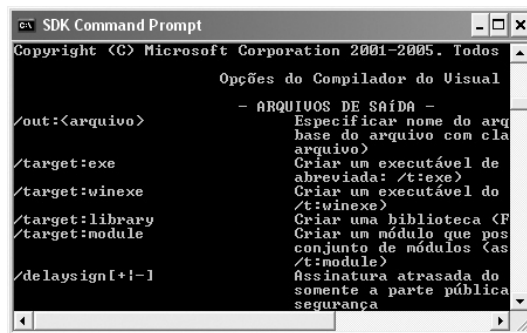 SDK Command Prompt
Copyright (C) Microsoft Corporation 2001-2005. Todos
Opções do Compilador do Visual
- ARQUIVOS DE SAÍDA -
/out:<arquivo> Especificar nome do arq
base do arquivo com cla
arquivo)
/target:exe Criar um executável de
abreviada: /t:exe)
/target:winexe Criar um executável do
/t:winexe)
/target:library Criar uma biblioteca (F
/target:module Criar um módulo que pos
conjunto de módulos (as
/t:module)
/delaysign[+|-] Assinatura atrasada do
somente a parte pública
segurança